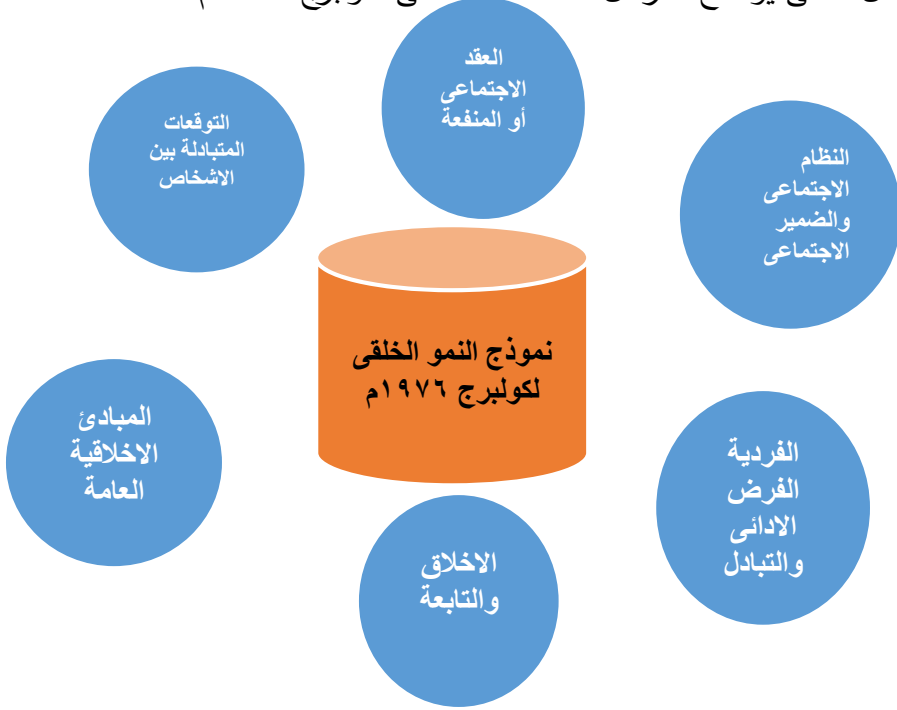 العقد
الاجتماعى
أو المنفعة
التوقعات
المتبادلة بين
الاشخاص
النظام
الاجتماعى
والضمير
الاجتماعى
نموذج النمو الخلقى
لكولبرج ١٩٧٦م
المبادئ
الاخلاقية
العامة
الفردية
الفرض
الادائى
والتبادل
الاخلاق
والتابعة